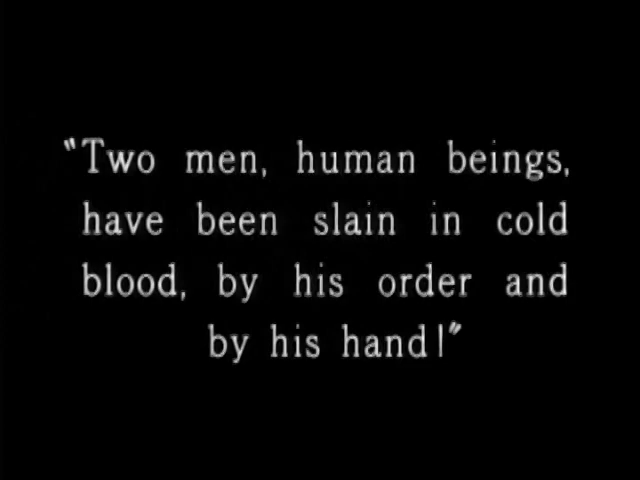 "Two men, human beings,
have been slain in cold
blood, by his order and
by his hand!"